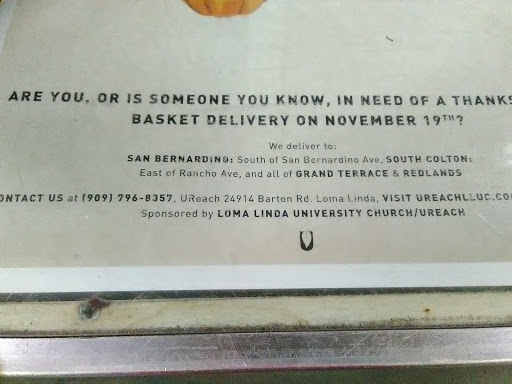 ARE YOU, OR IS SOMEONE YOU KNOW, IN NEED OF A THANKS
BASKET DELIVERY ON NOVEMBER 19TH?
We deliver to:
SAN BERNARDINO: South of San Bernardino Ave, SOUTH COLTON:
East of Rancho Ave, and all of GRAND TERRACE & REDLANDS
ONTACT US at (909) 796-8357, UReach 24914 Barton Rd. Loma Linda, VISIT UREACHLLUC.CO
Sponsored by LOMA LINDA UNIVERSITY CHURCH/UREACH